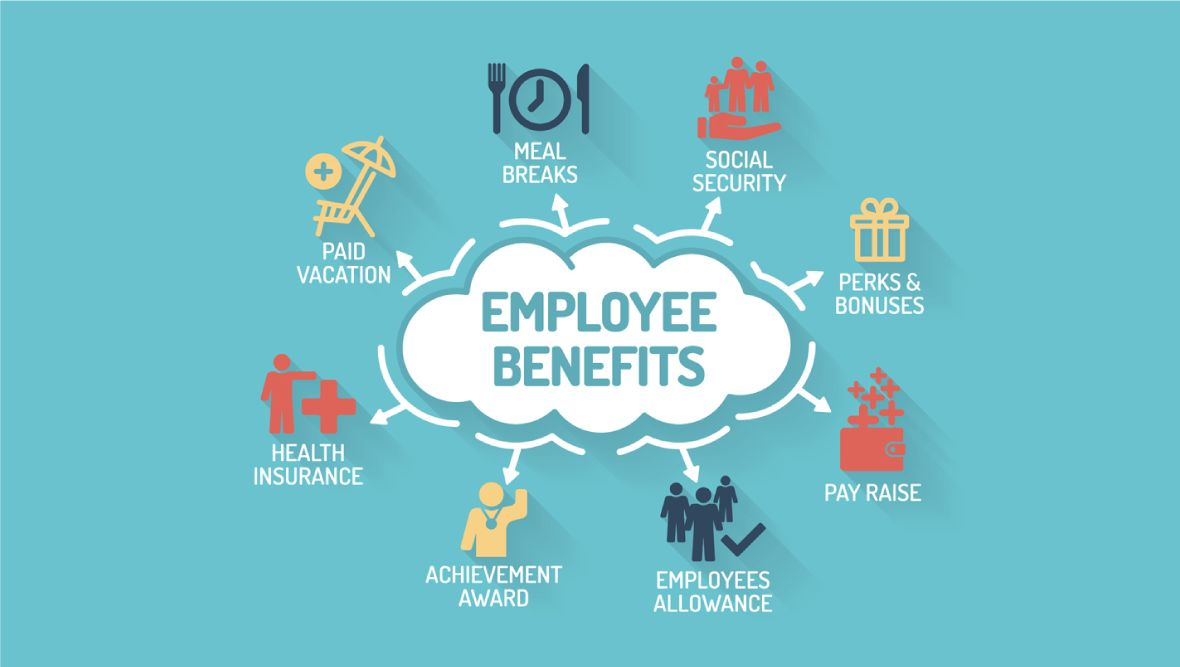 MEAL
BREAKS
SOCIAL
SECURITY
PAID
VACATION
PERKS &
BONUSES
EMPLOYEE
BENEFITS
HEALTH
INSURANCE
PAY RAISE
ACHIEVEMENT
AWARD
EMPLOYEES
ALLOWANCE